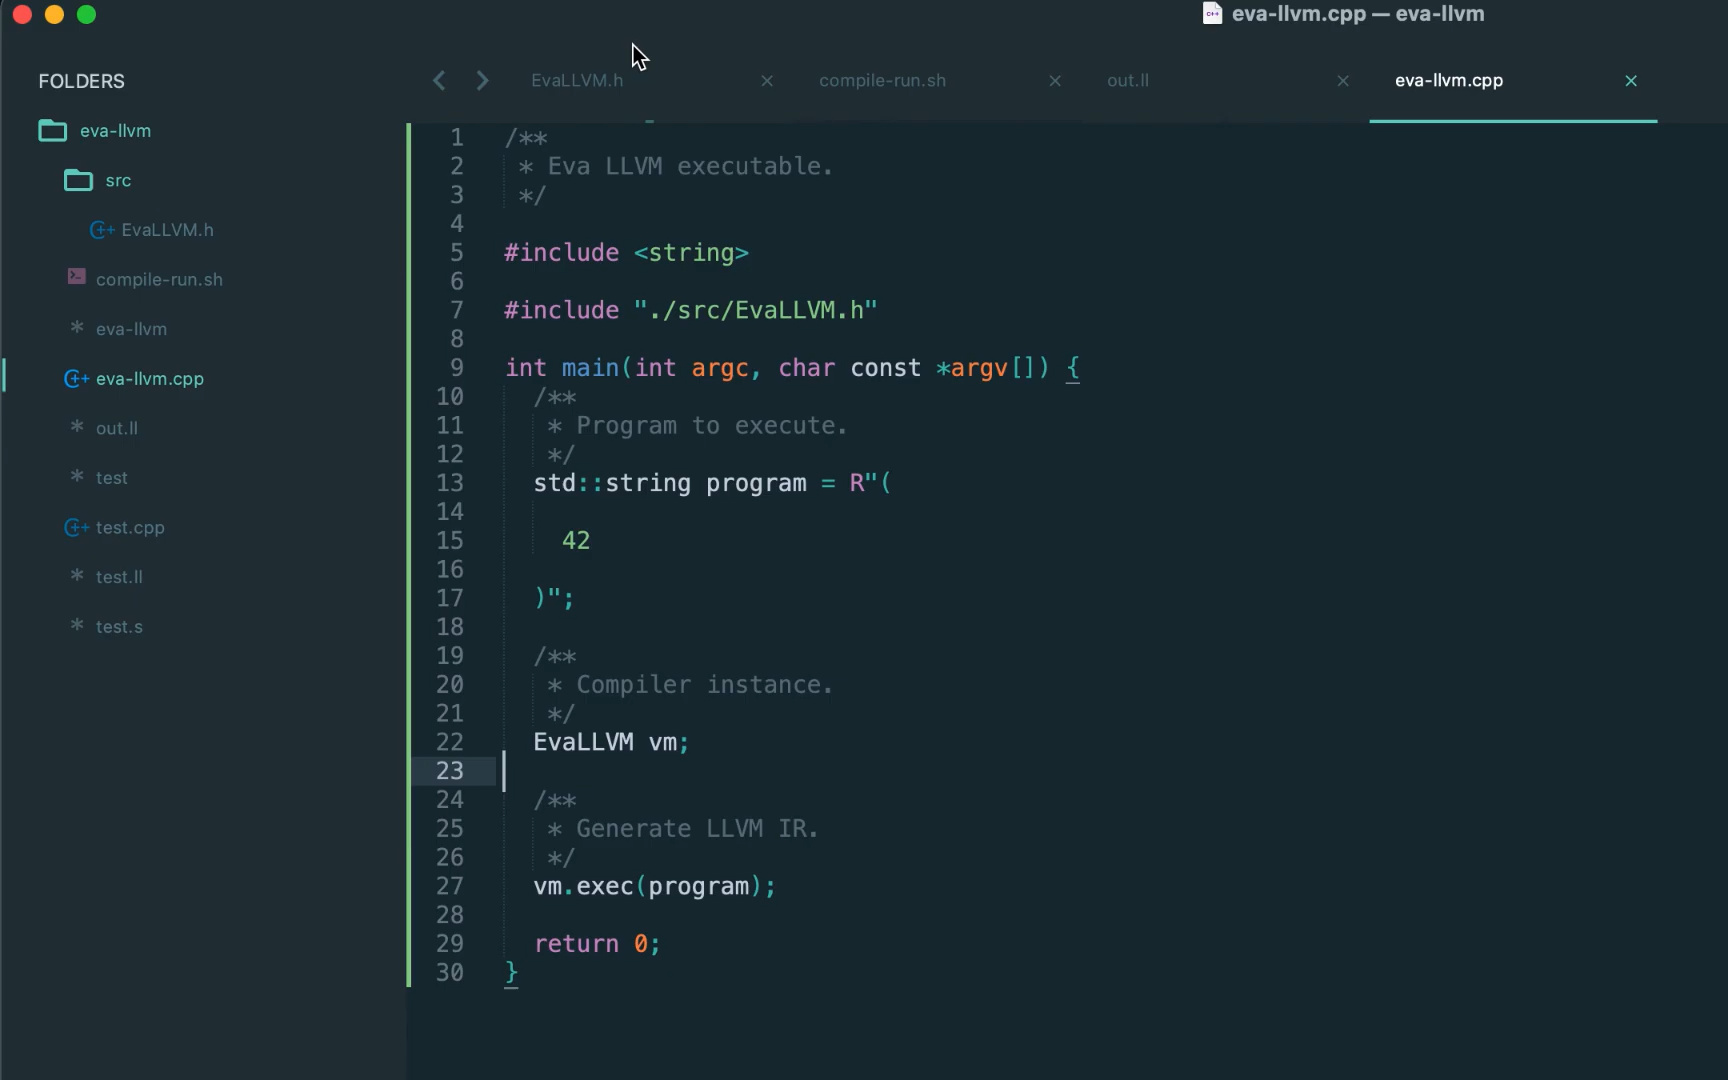 eva-llvm.cpp — eva-llvm
FOLDERS
eva-llvm
src
EvaLLVM.h
compile-run.sh
eva-llvm
eva-llvm.cpp
out.ll
test
test.cpp
test.ll
test.s
EvaLLVM.h
compile-run.sh
out.ll
eva-llvm.cpp
1 /**
2  * Eva LLVM executable.
3  */
4
5 #include <string>
6
7 #include "./src/EvaLLVM.h"
8
9 int main(int argc, char const *argv[]) {
10   /**
11    * Program to execute.
12    */
13   std::string program = R"(
14
15     42
16
17   )";
18
19   /**
20    * Compiler instance.
21    */
22   EvaLLVM vm;
23
24   /**
25    * Generate LLVM IR.
26    */
27   vm.exec(program);
28
29   return 0;
30 }